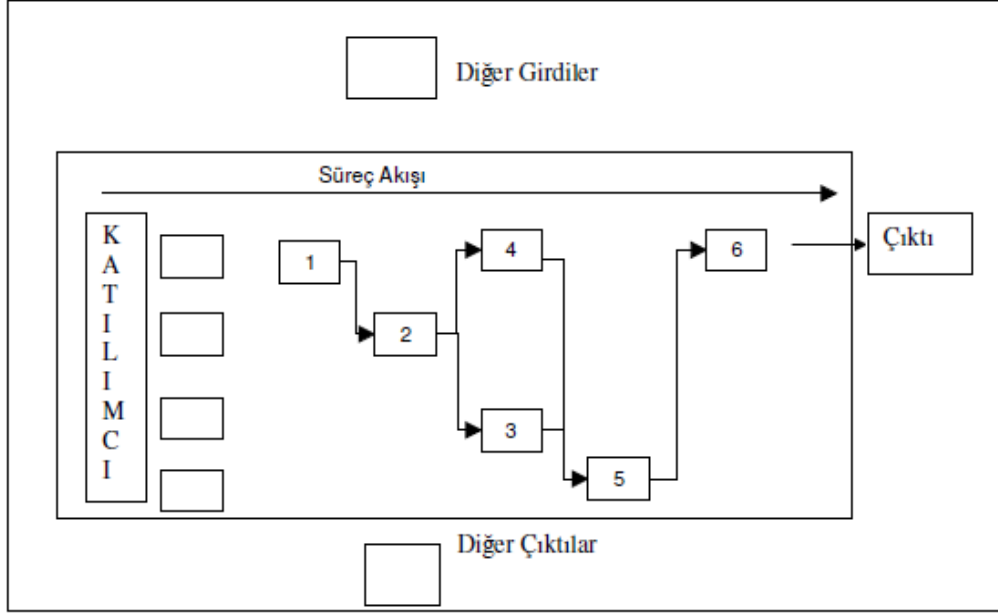 Diğer Girdiler
Süreç Akışı
K
A
T
I
L
I
M
C
I
1
2
3
4
5
6
Çıktı
Diğer Çıktılar